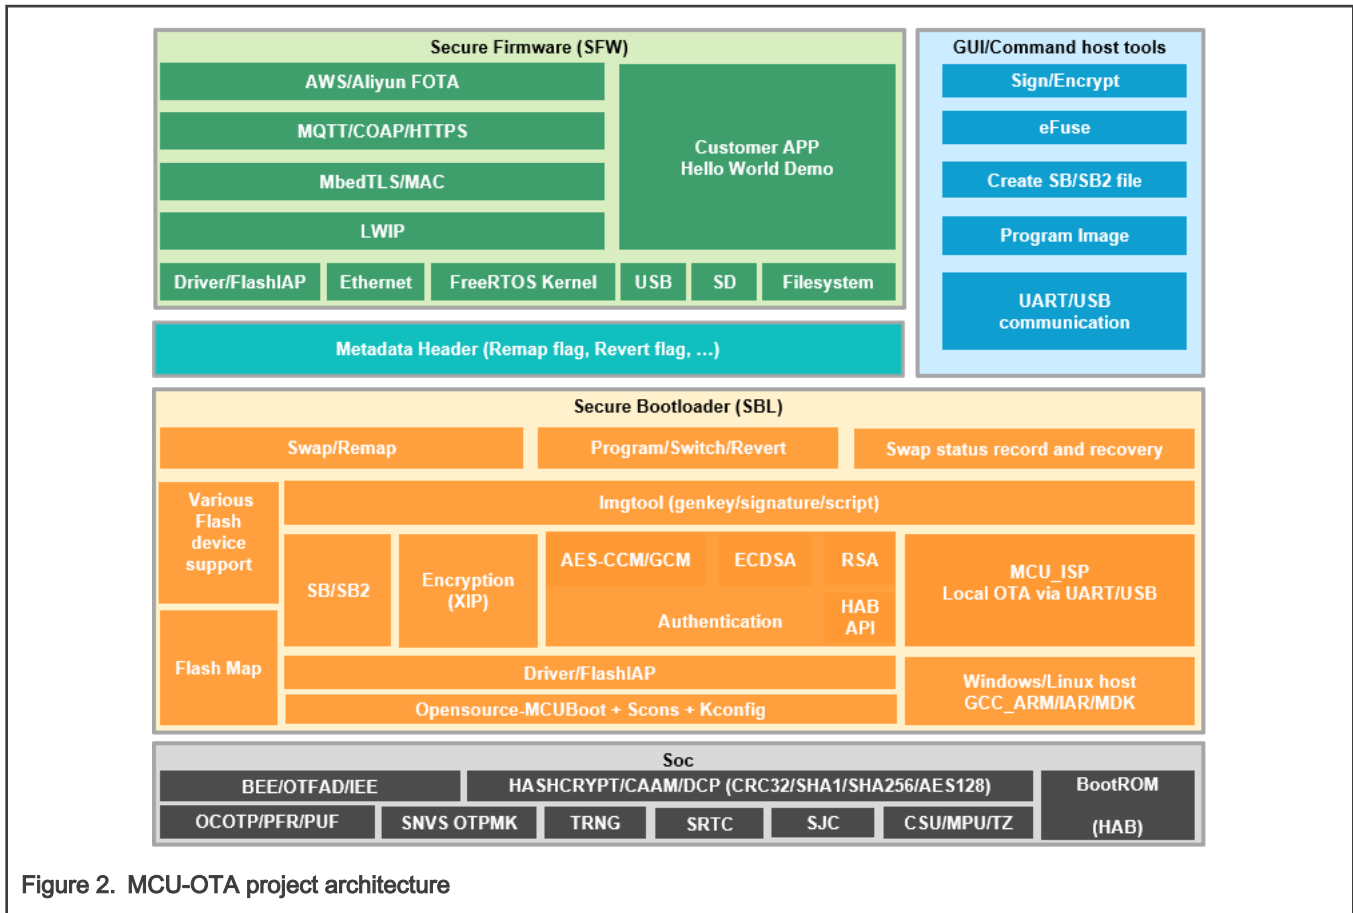 Secure Firmware (SFW)
AWS/Aliyun FOTA
MQTT/COAP/HTTPS
MbedTLS/MAC
LWIP
Customer APP
Hello World Demo
Driver/FlashIAP
Ethernet
FreeRTOS Kernel
USB
SD
Filesystem
GUI/Command host tools
Sign/Encrypt
eFuse
Create SB/SB2 file
Program Image
UART/USB
communication
Metadata Header (Remap flag, Revert flag, ...)
Secure Bootloader (SBL)
Swap/Remap
Program/Switch/Revert
Swap status record and recovery
Various
Flash
device
support
Imgtool (genkey/signature/script)
SB/SB2
Encryption
(XIP)
AES-CCM/GCM
ECDSA
RSA
Authentication
HAB
API
MCU_ISP
Local OTA via UART/USB
Flash Map
Driver/FlashIAP
Opensource-MCUBoot + Scons + Kconfig
Windows/Linux host
GCC_ARM/IAR/MDK
Soc
BEE/OTFAD/IEE
HASHCRYPT/CAAM/DCP (CRC32/SHA1/SHA256/AES128)
BootROM
(HAB)
OCOTP/PFR/PUF
SNVS OTPMK
TRNG
SRTC
SJC
CSU/MPU/TZ
Figure 2. MCU-OTA project architecture